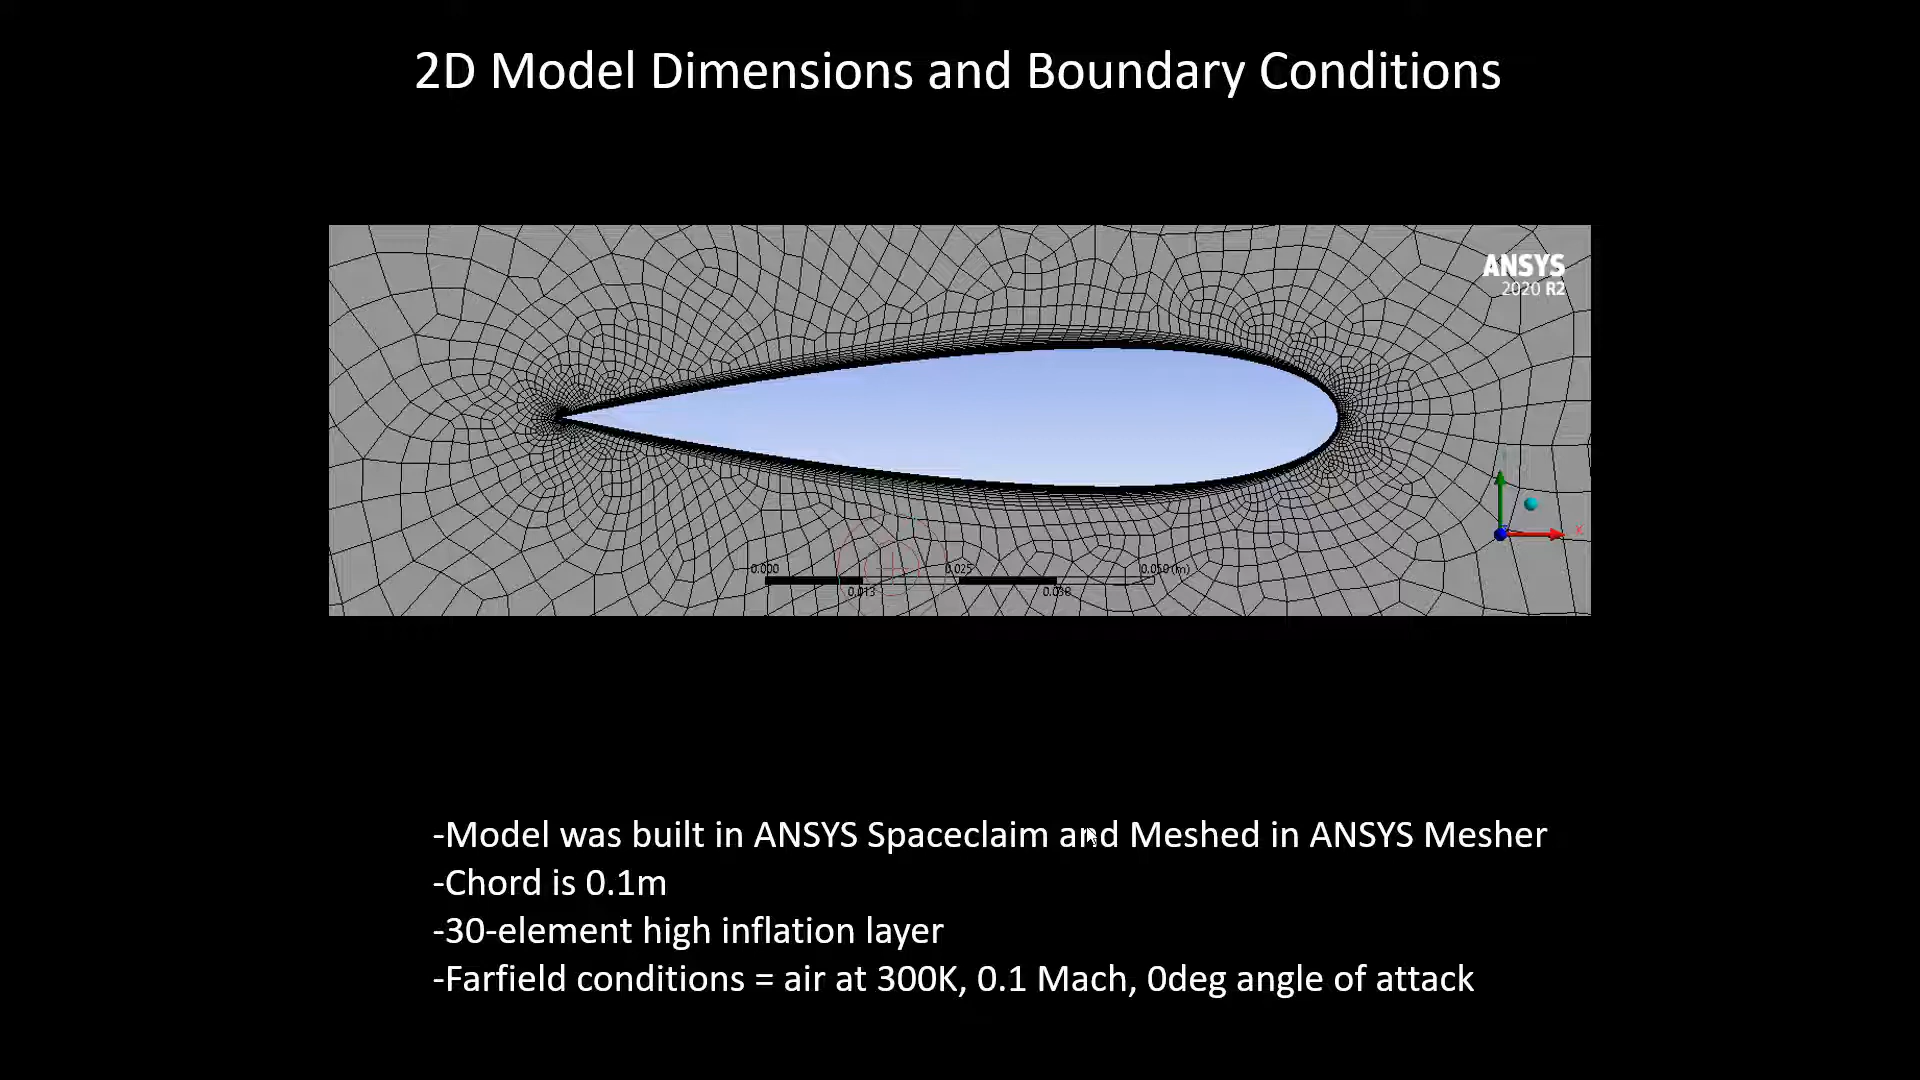 2D Model Dimensions and Boundary Conditions
ANSYS
2020 R2
X
0.000 0.025 0.050 (m)
0.013 0.038
-Model was built in ANSYS Spaceclaim and Meshed in ANSYS Mesher
-Chord is 0.1m
-30-element high inflation layer
-Farfield conditions = air at 300K, 0.1 Mach, 0deg angle of attack